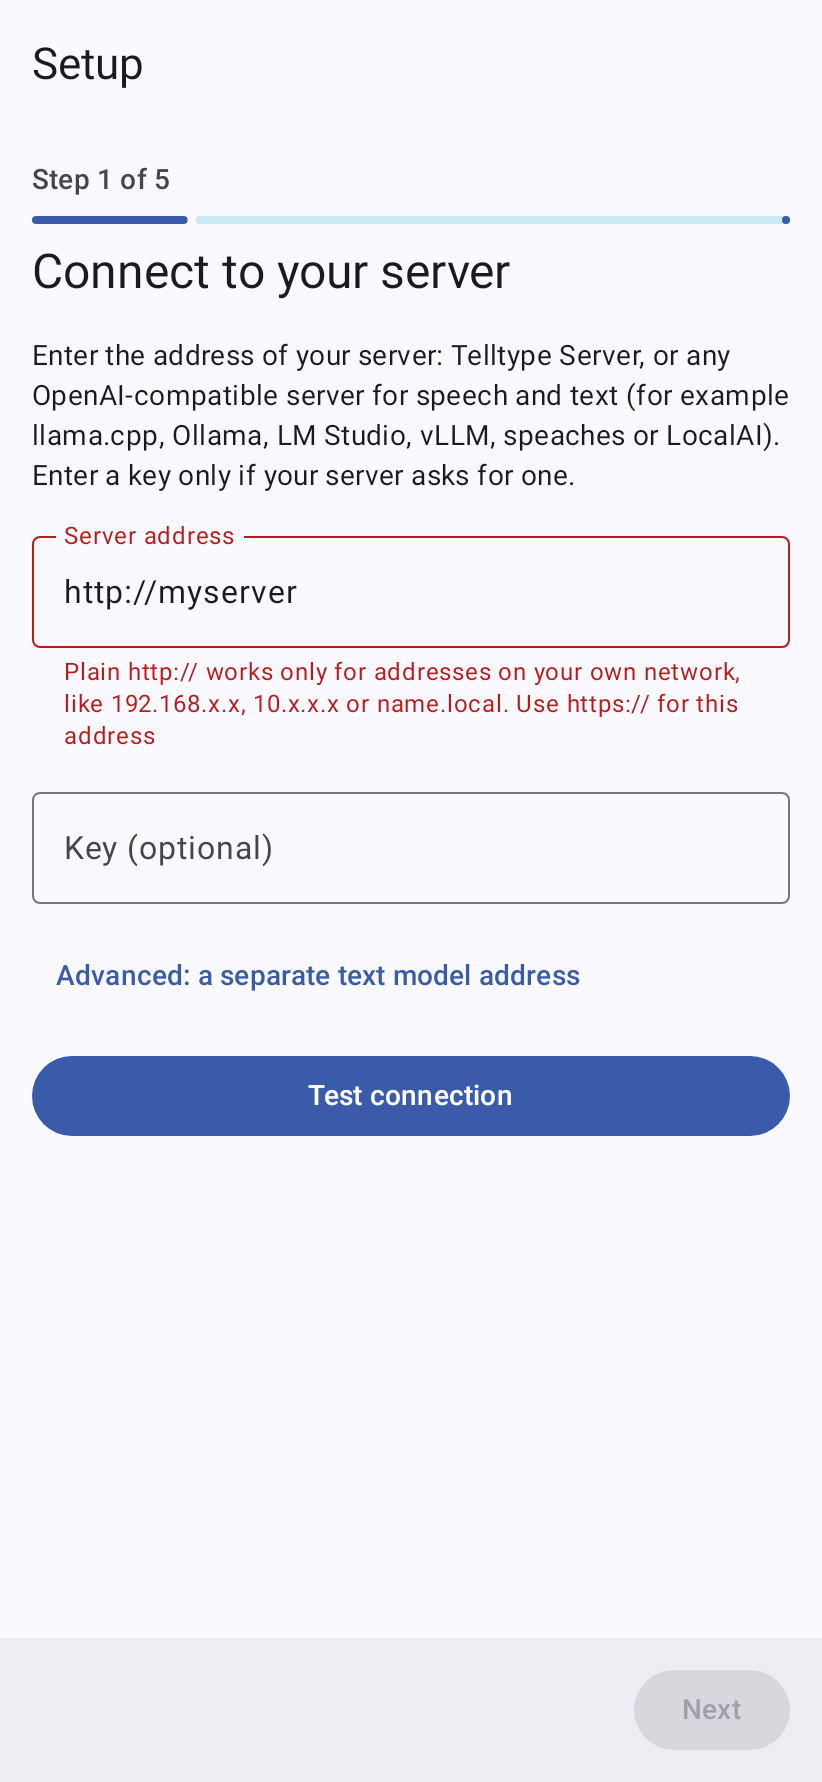 Setup
Step 1 of 5
Connect to your server
Enter the address of your server: Telltype Server, or any
OpenAI-compatible server for speech and text (for example
llama.cpp, Ollama, LM Studio, vLLM, speaches or LocalAI).
Enter a key only if your server asks for one.
Server address
http://myserver
Plain http:// works only for addresses on your own network,
like 192.168.x.x, 10.x.x.x or name.local. Use https:// for this
address
Key (optional)
Advanced: a separate text model address
Test connection
Next